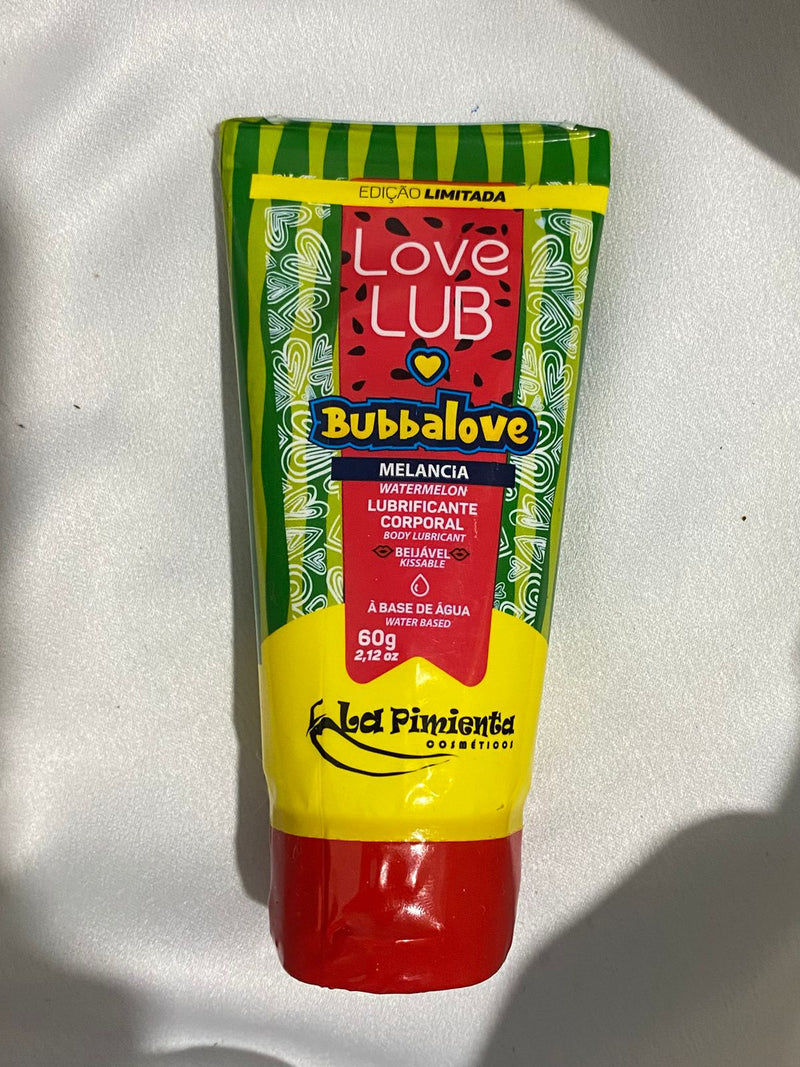 EDIÇÃO LIMITADA
Love
LUB
Bubbalove
MELANCIA
WATERMELON
LUBRIFICANTE
CORPORAL
BODY LUBRICANT
BEIJÁVEL
KISSABLE
À BASE DE ÁGUA
WATER BASED
60g
2,12 oz
La Pimienta
COSMÉTICOS